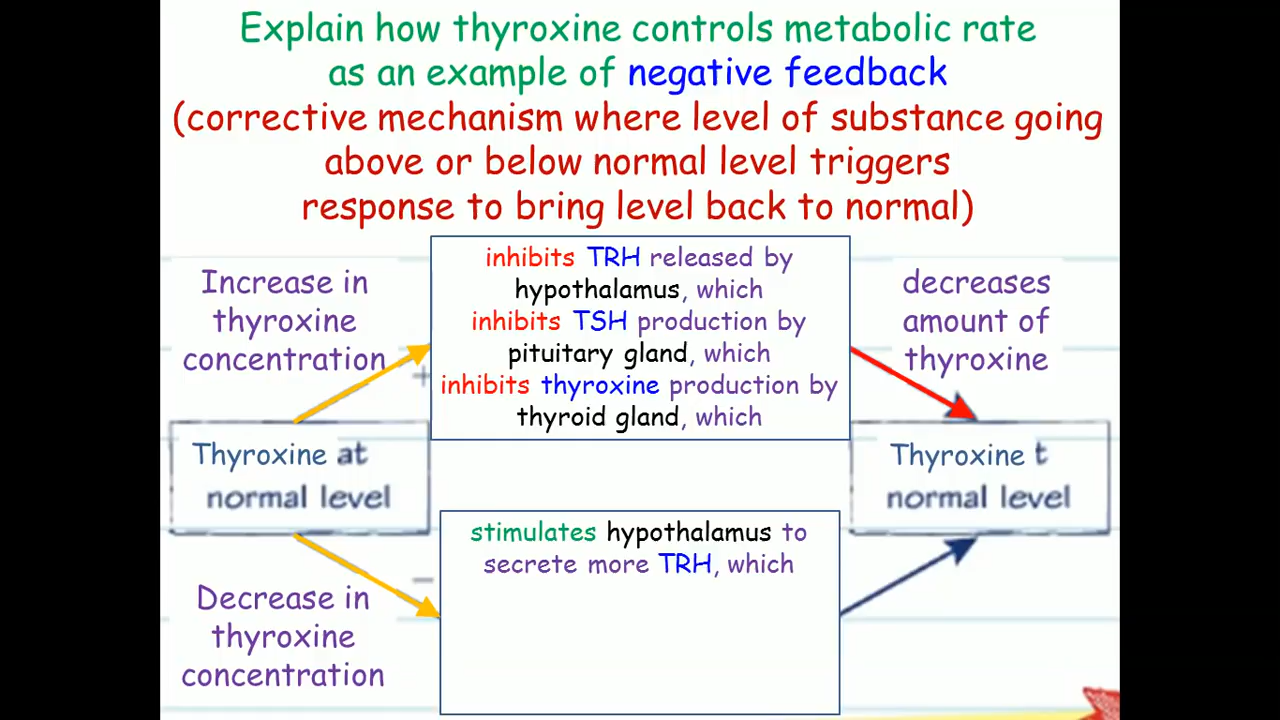 Explain how thyroxine controls metabolic rate
as an example of negative feedback
(corrective mechanism where level of substance going
above or below normal level triggers
response to bring level back to normal)
Increase in
thyroxine
concentration
+
inhibits TRH released by
hypothalamus, which
inhibits TSH production by
pituitary gland, which
inhibits thyroxine production by
thyroid gland, which
decreases
amount of
thyroxine
Thyroxine at
normal level
Thyroxine t
normal level
Decrease in
thyroxine
concentration
−
stimulates hypothalamus to
secrete more TRH, which